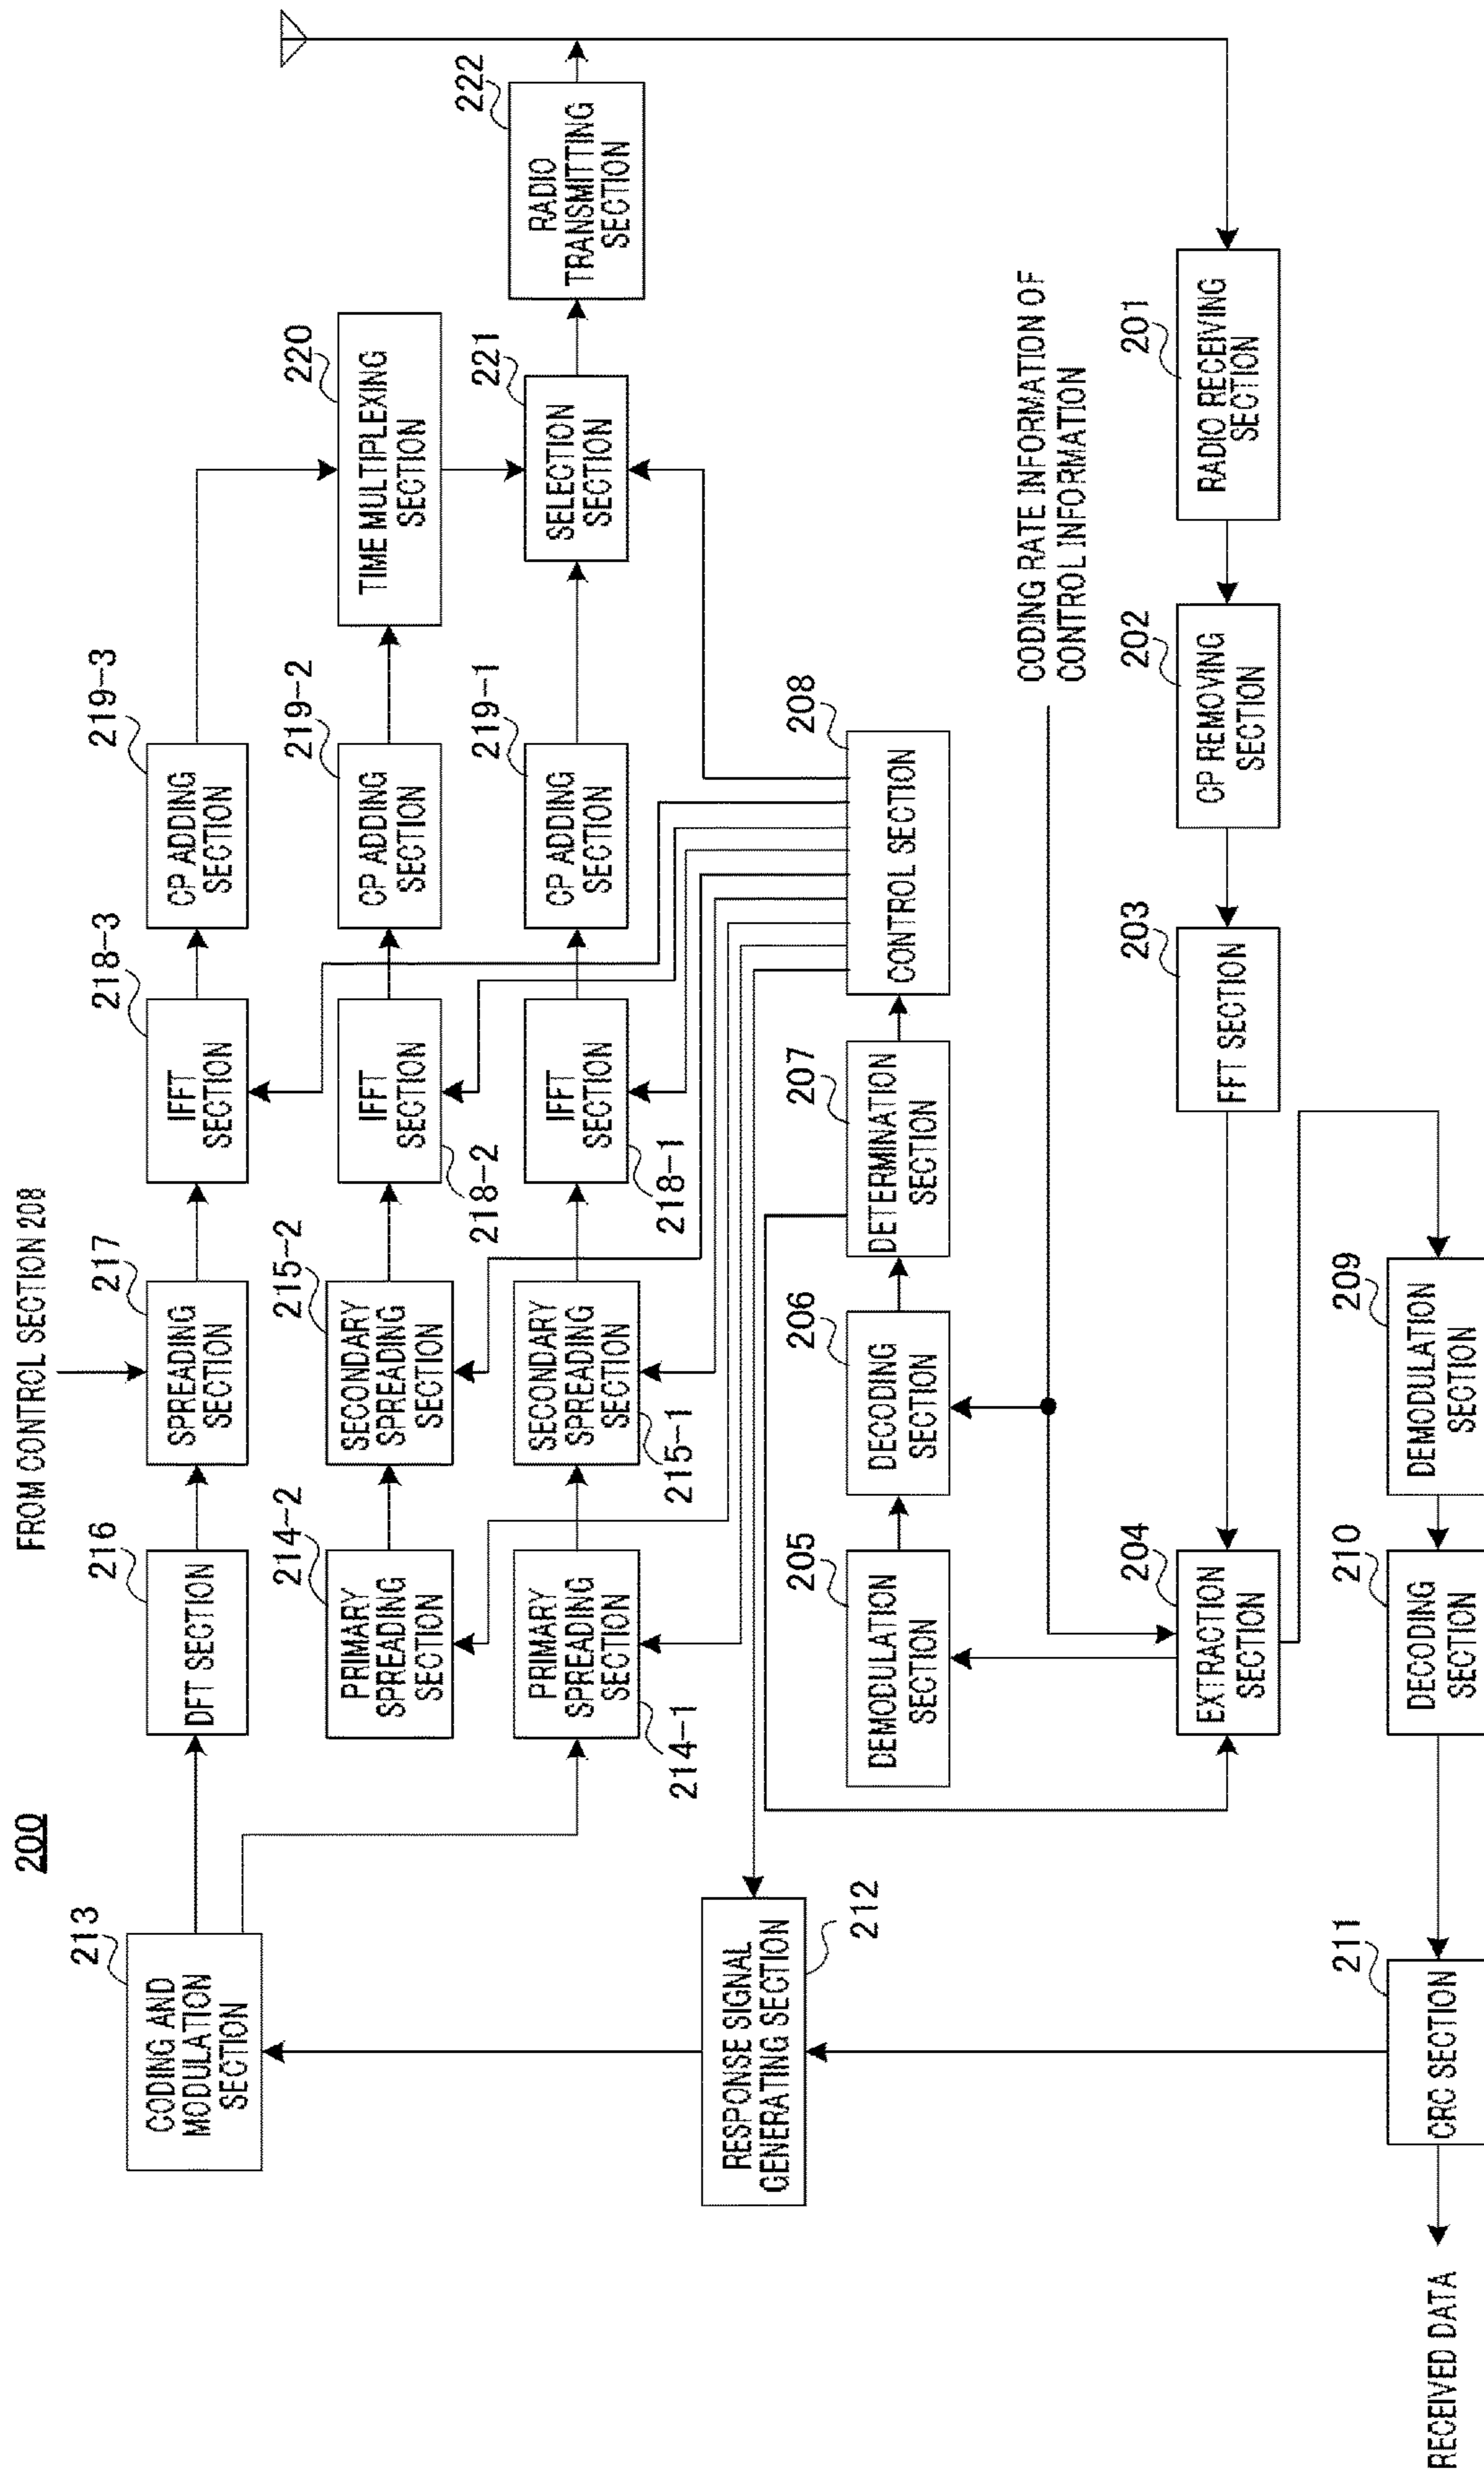 200
FROM CONTROL SECTION 208
213
CODING AND
MODULATION
SECTION
216
DFT SECTION
217
SPREADING
SECTION
218-3
IFFT
SECTION
219-3
CP ADDING
SECTION
214-2
PRIMARY
SPREADING
SECTION
215-2
SECONDARY
SPREADING
SECTION
IFFT
SECTION
218-2
219-2
CP ADDING
SECTION
220
TIME MULTIPLEXING
SECTION
PRIMARY
SPREADING
SECTION
214-1
SECONDARY
SPREADING
SECTION
215-1
IFFT
SECTION
218-1
219-1
CP ADDING
SECTION
221
SELECTION
SECTION
222
RADIO
TRANSMITTING
SECTION
RESPONSE SIGNAL
GENERATING SECTION
212
205
DEMODULATION
SECTION
206
DECODING
SECTION
207
DETERMINATION
SECTION
208
CONTROL SECTION
CODING RATE INFORMATION OF
CONTROL INFORMATION
204
EXTRACTION
SECTION
203
FFT SECTION
202
CP REMOVING
SECTION
201
RADIO RECEIVING
SECTION
211
CRC SECTION
210
DECODING
SECTION
209
DEMODULATION
SECTION
RECEIVED DATA